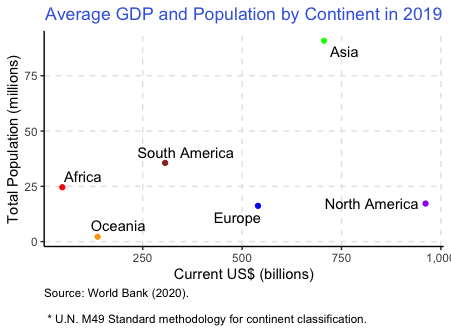 Average GDP and Population by Continent in 2019
Total Population (millions)
75
50
25
0
Asia
South America
Africa
North America
Europe
Oceania
250
500
750
1,000
Current US$ (billions)
Source: World Bank (2020).
* U.N. M49 Standard methodology for continent classification.